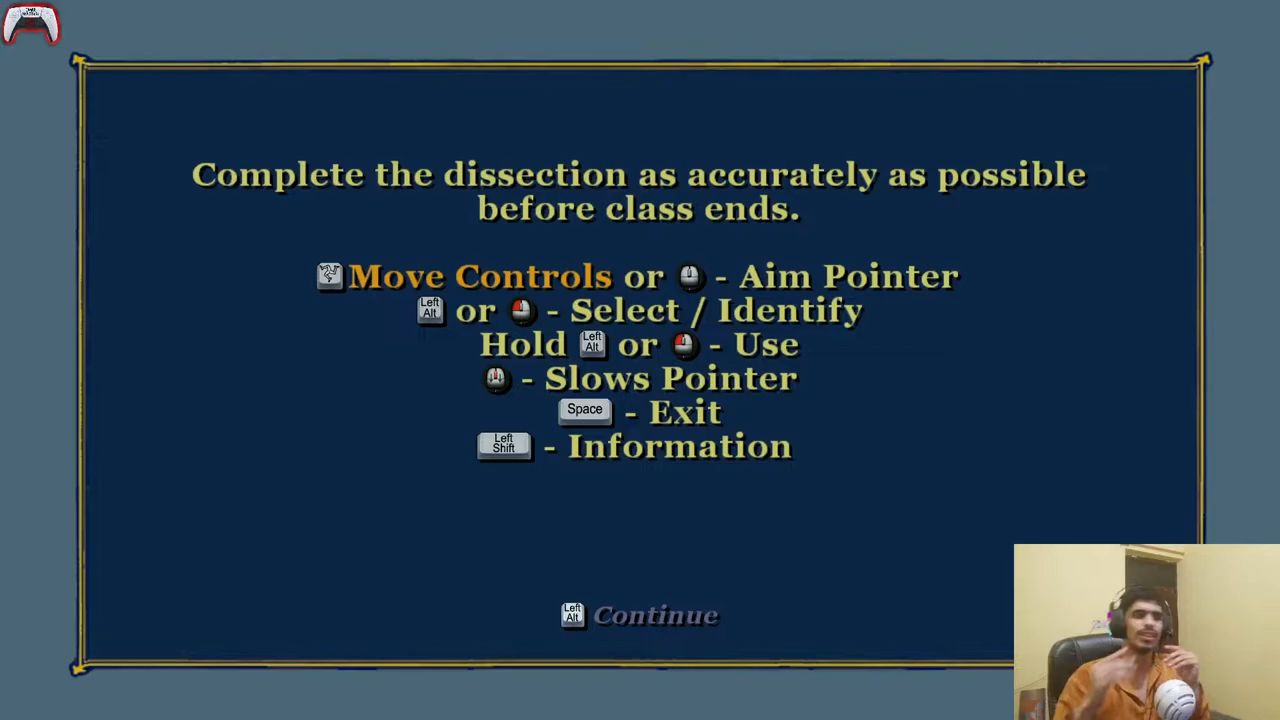 Complete the dissection as accurately as possible
before class ends.
Move Controls or - Aim Pointer
Left Alt or - Select / Identify
Hold Left Alt or - Use
- Slows Pointer
Space - Exit
Left Shift - Information
Left Alt Continue